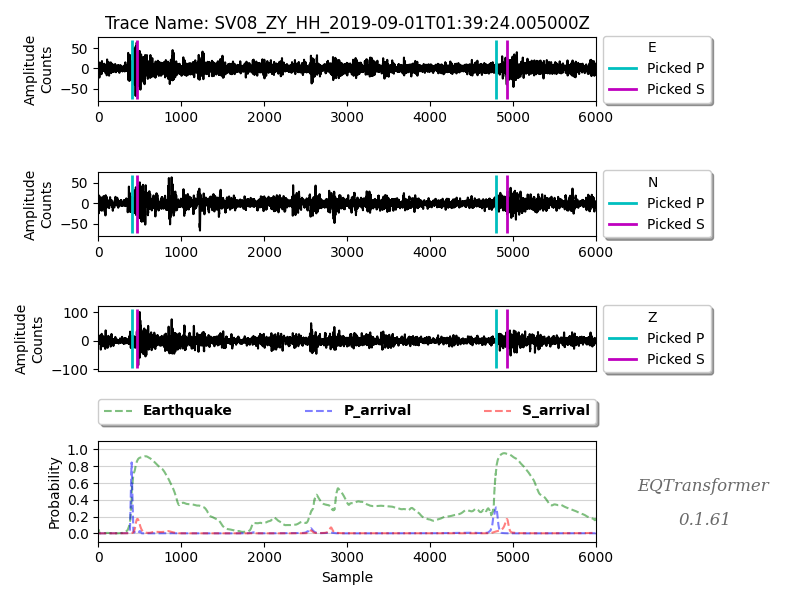 Trace Name: SV08_ZY_HH_2019-09-01T01:39:24.005000Z
Amplitude
Counts
50
0
−50
0 1000 2000 3000 4000 5000 6000
E
Picked P
Picked S
Amplitude
Counts
50
0
−50
0 1000 2000 3000 4000 5000 6000
N
Picked P
Picked S
Amplitude
Counts
100
0
−100
0 1000 2000 3000 4000 5000 6000
Z
Picked P
Picked S
Earthquake P_arrival S_arrival
Probability
1.0
0.8
0.6
0.4
0.2
0.0
0 1000 2000 3000 4000 5000 6000
Sample
EQTransformer
0.1.61